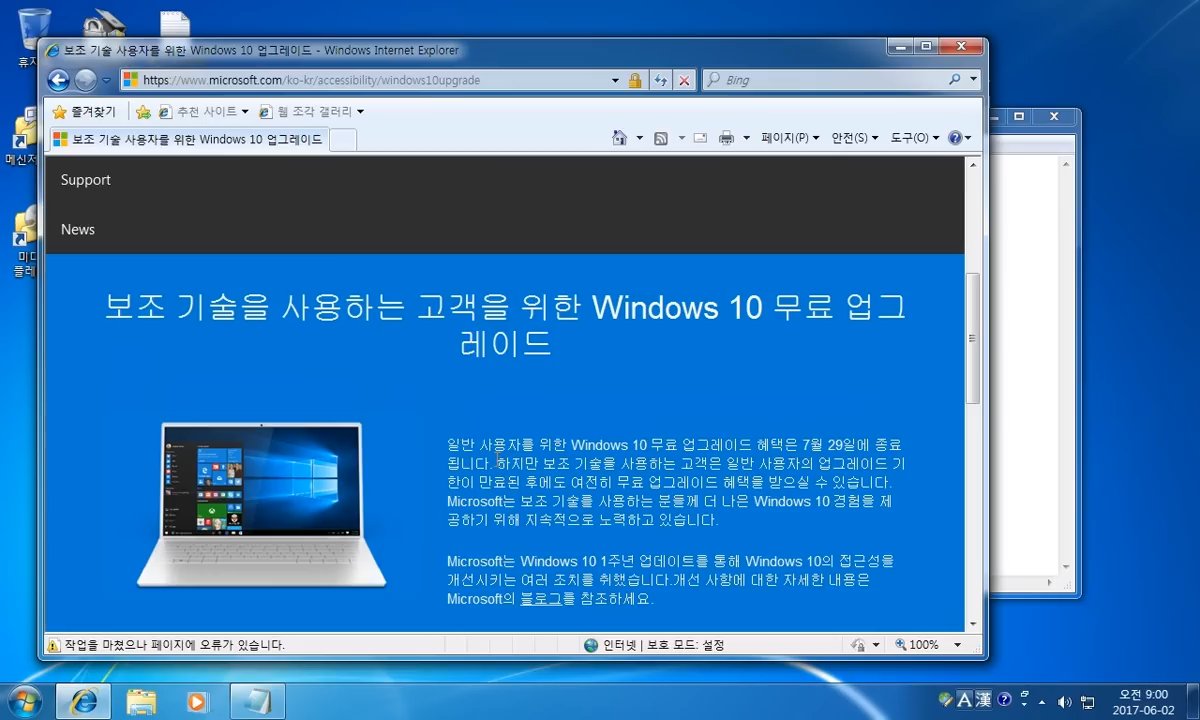 휴지
메신저
미디
플레
보조 기술 사용자를 위한 Windows 10 업그레이드 - Windows Internet Explorer
https://www.microsoft.com/ko-kr/accessibility/windows10upgrade
Bing
즐겨찾기 추천 사이트 웹 조각 갤러리
보조 기술 사용자를 위한 Windows 10 업그레이드
페이지(P) 안전(S) 도구(O)
Support
News
보조 기술을 사용하는 고객을 위한 Windows 10 무료 업그
레이드
일반 사용자를 위한 Windows 10 무료 업그레이드 혜택은 7월 29일에 종료
됩니다. 하지만 보조 기술을 사용하는 고객은 일반 사용자의 업그레이드 기
한이 만료된 후에도 여전히 무료 업그레이드 혜택을 받으실 수 있습니다.
Microsoft는 보조 기술을 사용하는 분들께 더 나은 Windows 10 경험을 제
공하기 위해 지속적으로 노력하고 있습니다.
Microsoft는 Windows 10 1주년 업데이트를 통해 Windows 10의 접근성을
개선시키는 여러 조치를 취했습니다.개선 사항에 대한 자세한 내용은
Microsoft의 블로그를 참조하세요.
작업을 마쳤으나 페이지에 오류가 있습니다.
인터넷 | 보호 모드: 설정
100%
A 漢
오전 9:00
2017-06-02